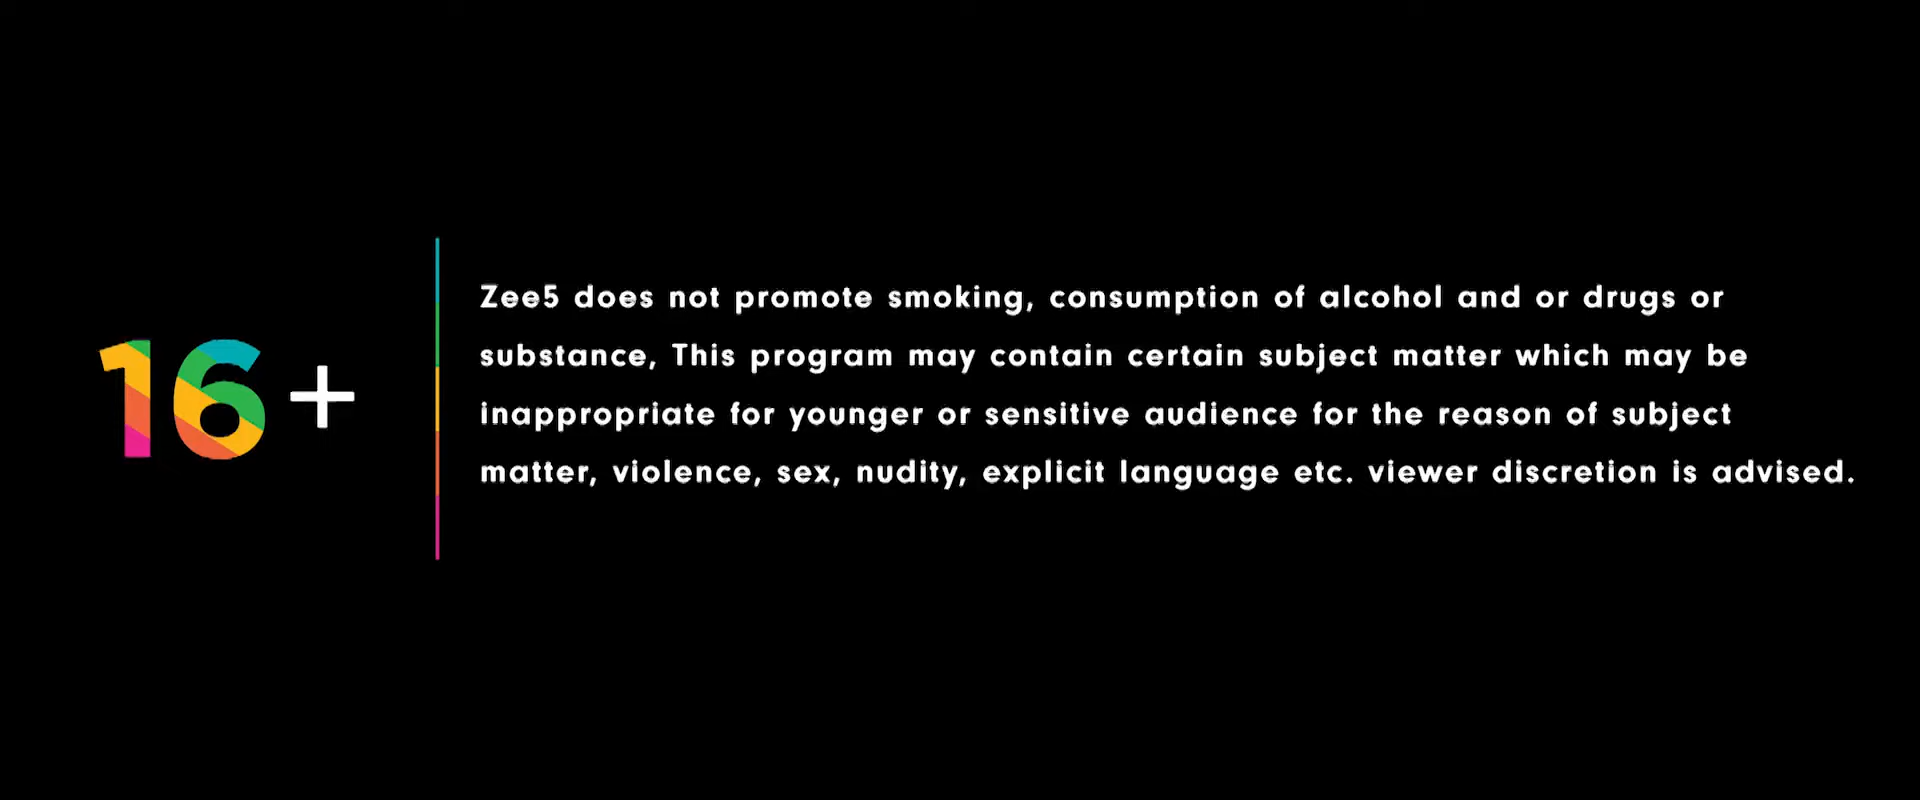 16+
Zee5 does not promote smoking, consumption of alcohol and or drugs or
substance, This program may contain certain subject matter which may be
inappropriate for younger or sensitive audience for the reason of subject
matter, violence, sex, nudity, explicit language etc. viewer discretion is advised.